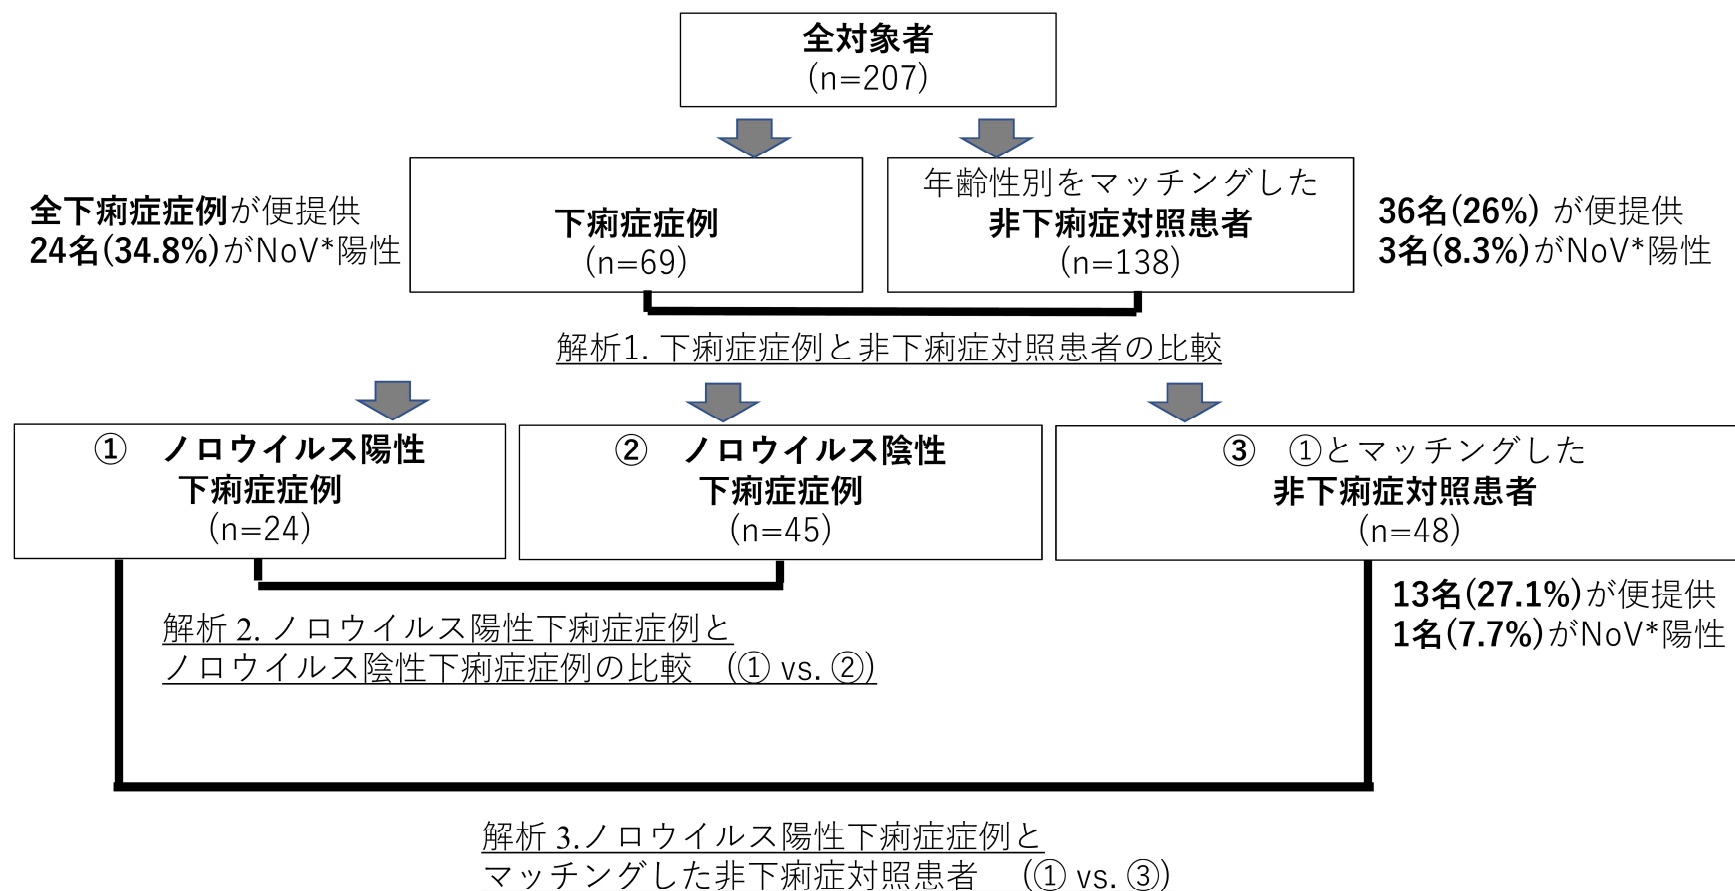 全対象者
(n=207)
全下痢症症例が便提供
24名(34.8%)がNoV*陽性
下痢症症例
(n=69)
年齢性別をマッチングした
非下痢症対照患者
(n=138)
36名(26%) が便提供
3名(8.3%)がNoV*陽性
解析1. 下痢症症例と非下痢症対照患者の比較
① ノロウイルス陽性
下痢症症例
(n=24)
② ノロウイルス陰性
下痢症症例
(n=45)
③ ①とマッチングした
非下痢症対照患者
(n=48)
13名(27.1%)が便提供
1名(7.7%)がNoV*陽性
解析 2. ノロウイルス陽性下痢症症例と
ノロウイルス陰性下痢症症例の比較 (① vs. ②)
解析 3.ノロウイルス陽性下痢症症例と
マッチングした非下痢症対照患者 (① vs. ③)